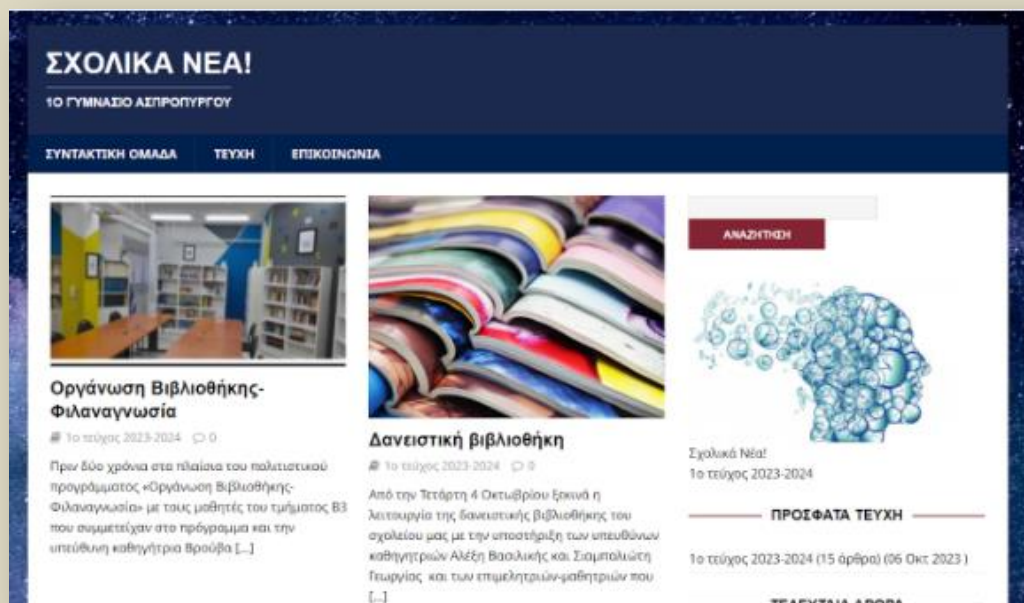 ΣΧΟΛΙΚΑ ΝΕΑ!
1Ο ΓΥΜΝΑΣΙΟ ΑΣΠΡΟΠΥΡΓΟΥ
ΣΥΝΤΑΚΤΙΚΗ ΟΜΑΔΑ ΤΕΥΧΗ ΕΠΙΚΟΙΝΩΝΙΑ
Οργάνωση Βιβλιοθήκης-
Φιλαναγνωσία
1ο τεύχος 2023-2024 0
Πριν δύο χρόνια στα πλαίσια του πολιτιστικού
προγράμματος «Οργάνωση Βιβλιοθήκης-
Φιλαναγνωσία» με τους μαθητές του τμήματος Β3
που συμμετείχαν στο πρόγραμμα και την
υπεύθυνη καθηγήτρια Βρούβα [...]
Δανειστική βιβλιοθήκη
1ο τεύχος 2023-2024 0
Από την Τετάρτη 4 Οκτωβρίου ξεκινά η
λειτουργία της δανειστικής βιβλιοθήκης του
σχολείου μας με την υποστήριξη των υπευθύνων
καθηγητριών Αλέξη Βασιλικής και Σιαμπαλιώτη
Γεωργίας και των επιμελητριών-μαθητριών που
[...]
ΑΝΑΖΗΤΗΣΗ
Σχολικά Νέα!
1ο τεύχος 2023-2024
ΠΡΟΣΦΑΤΑ ΤΕΥΧΗ
1ο τεύχος 2023-2024 (15 άρθρα) (06 Οκτ 2023 )
ΤΕΛΕΥΤΑΙΑ ΑΡΘΡΑ